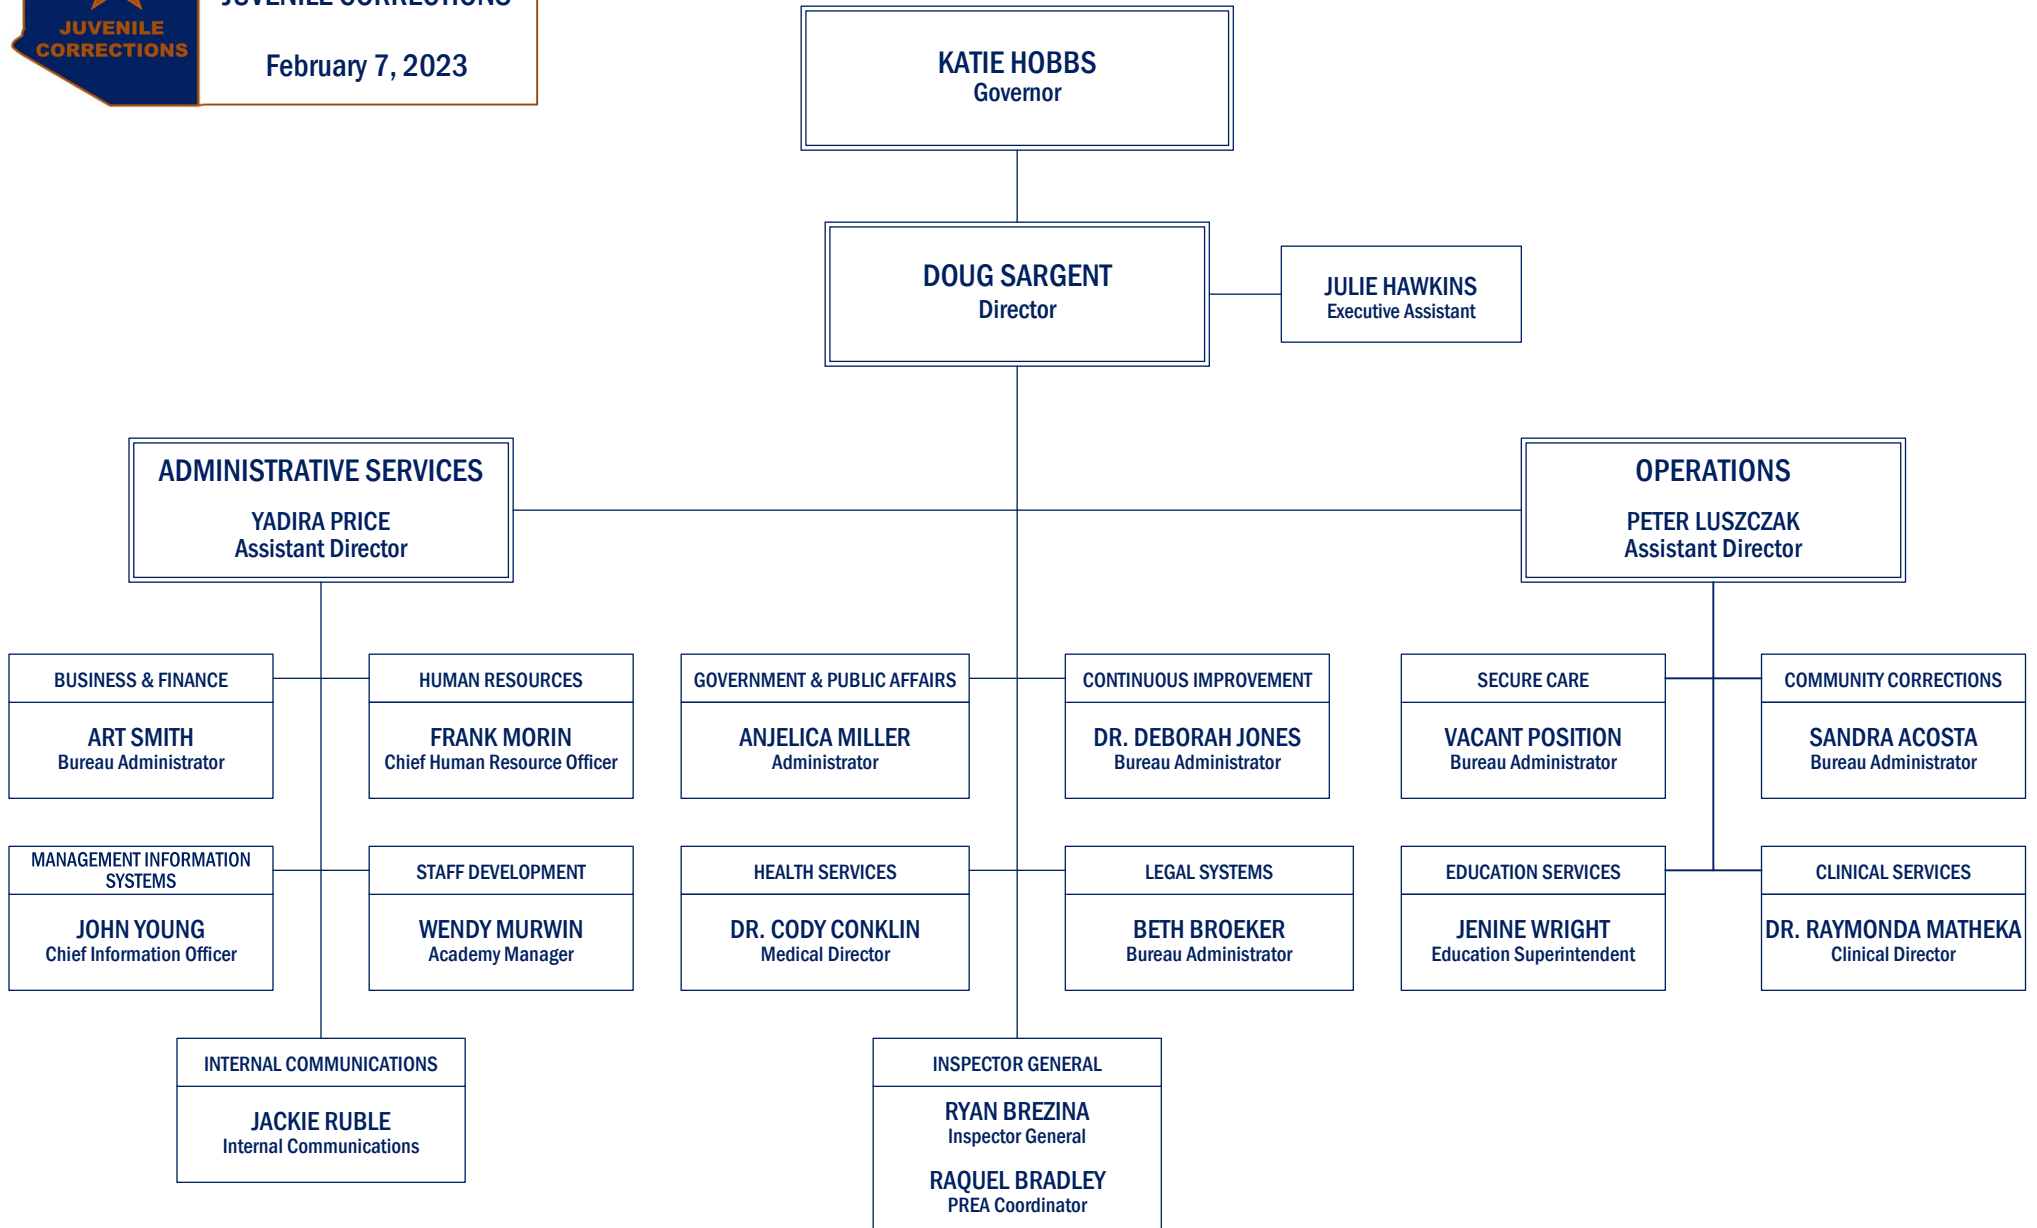 JUVENILE CORRECTIONS
JUVENILE
CORRECTIONS
February 7, 2023
KATIE HOBBS
Governor
DOUG SARGENT
Director
JULIE HAWKINS
Executive Assistant
ADMINISTRATIVE SERVICES
YADIRA PRICE
Assistant Director
OPERATIONS
PETER LUSZCZAK
Assistant Director
BUSINESS & FINANCE
ART SMITH
Bureau Administrator
HUMAN RESOURCES
FRANK MORIN
Chief Human Resource Officer
GOVERNMENT & PUBLIC AFFAIRS
ANJELICA MILLER
Administrator
CONTINUOUS IMPROVEMENT
DR. DEBORAH JONES
Bureau Administrator
SECURE CARE
VACANT POSITION
Bureau Administrator
COMMUNITY CORRECTIONS
SANDRA ACOSTA
Bureau Administrator
MANAGEMENT INFORMATION
SYSTEMS
JOHN YOUNG
Chief Information Officer
STAFF DEVELOPMENT
WENDY MURWIN
Academy Manager
HEALTH SERVICES
DR. CODY CONKLIN
Medical Director
LEGAL SYSTEMS
BETH BROEKER
Bureau Administrator
EDUCATION SERVICES
JENINE WRIGHT
Education Superintendent
CLINICAL SERVICES
DR. RAYMONDA MATHEKA
Clinical Director
INTERNAL COMMUNICATIONS
JACKIE RUBLE
Internal Communications
INSPECTOR GENERAL
RYAN BREZINA
Inspector General
RAQUEL BRADLEY
PREA Coordinator